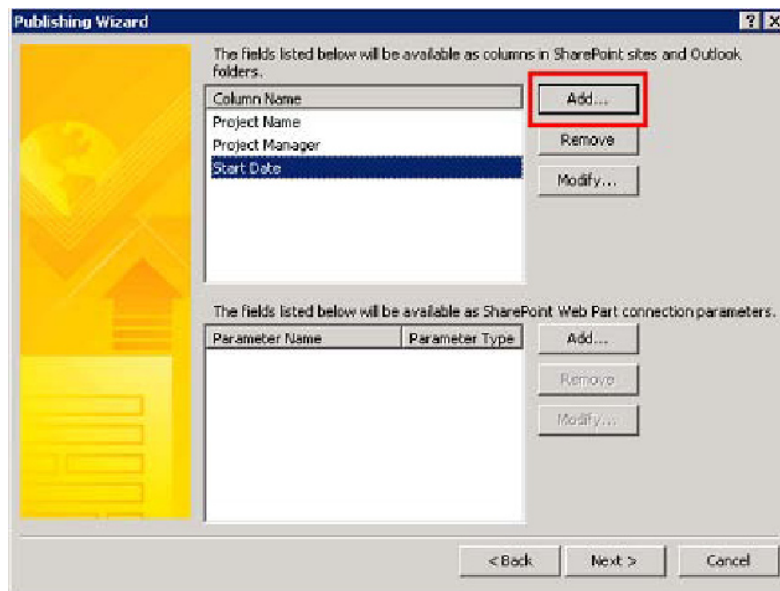 Publishing Wizard
The fields listed below will be available as columns in SharePoint sites and Outlook
folders.
Column Name
Add...
Project Name
Project Manager
Remove
Start Date
Modify...
The fields listed below will be available as SharePoint Web Part connection parameters.
Parameter Name Parameter Type
Add...
Remove
Modify...
< Back Next > Cancel